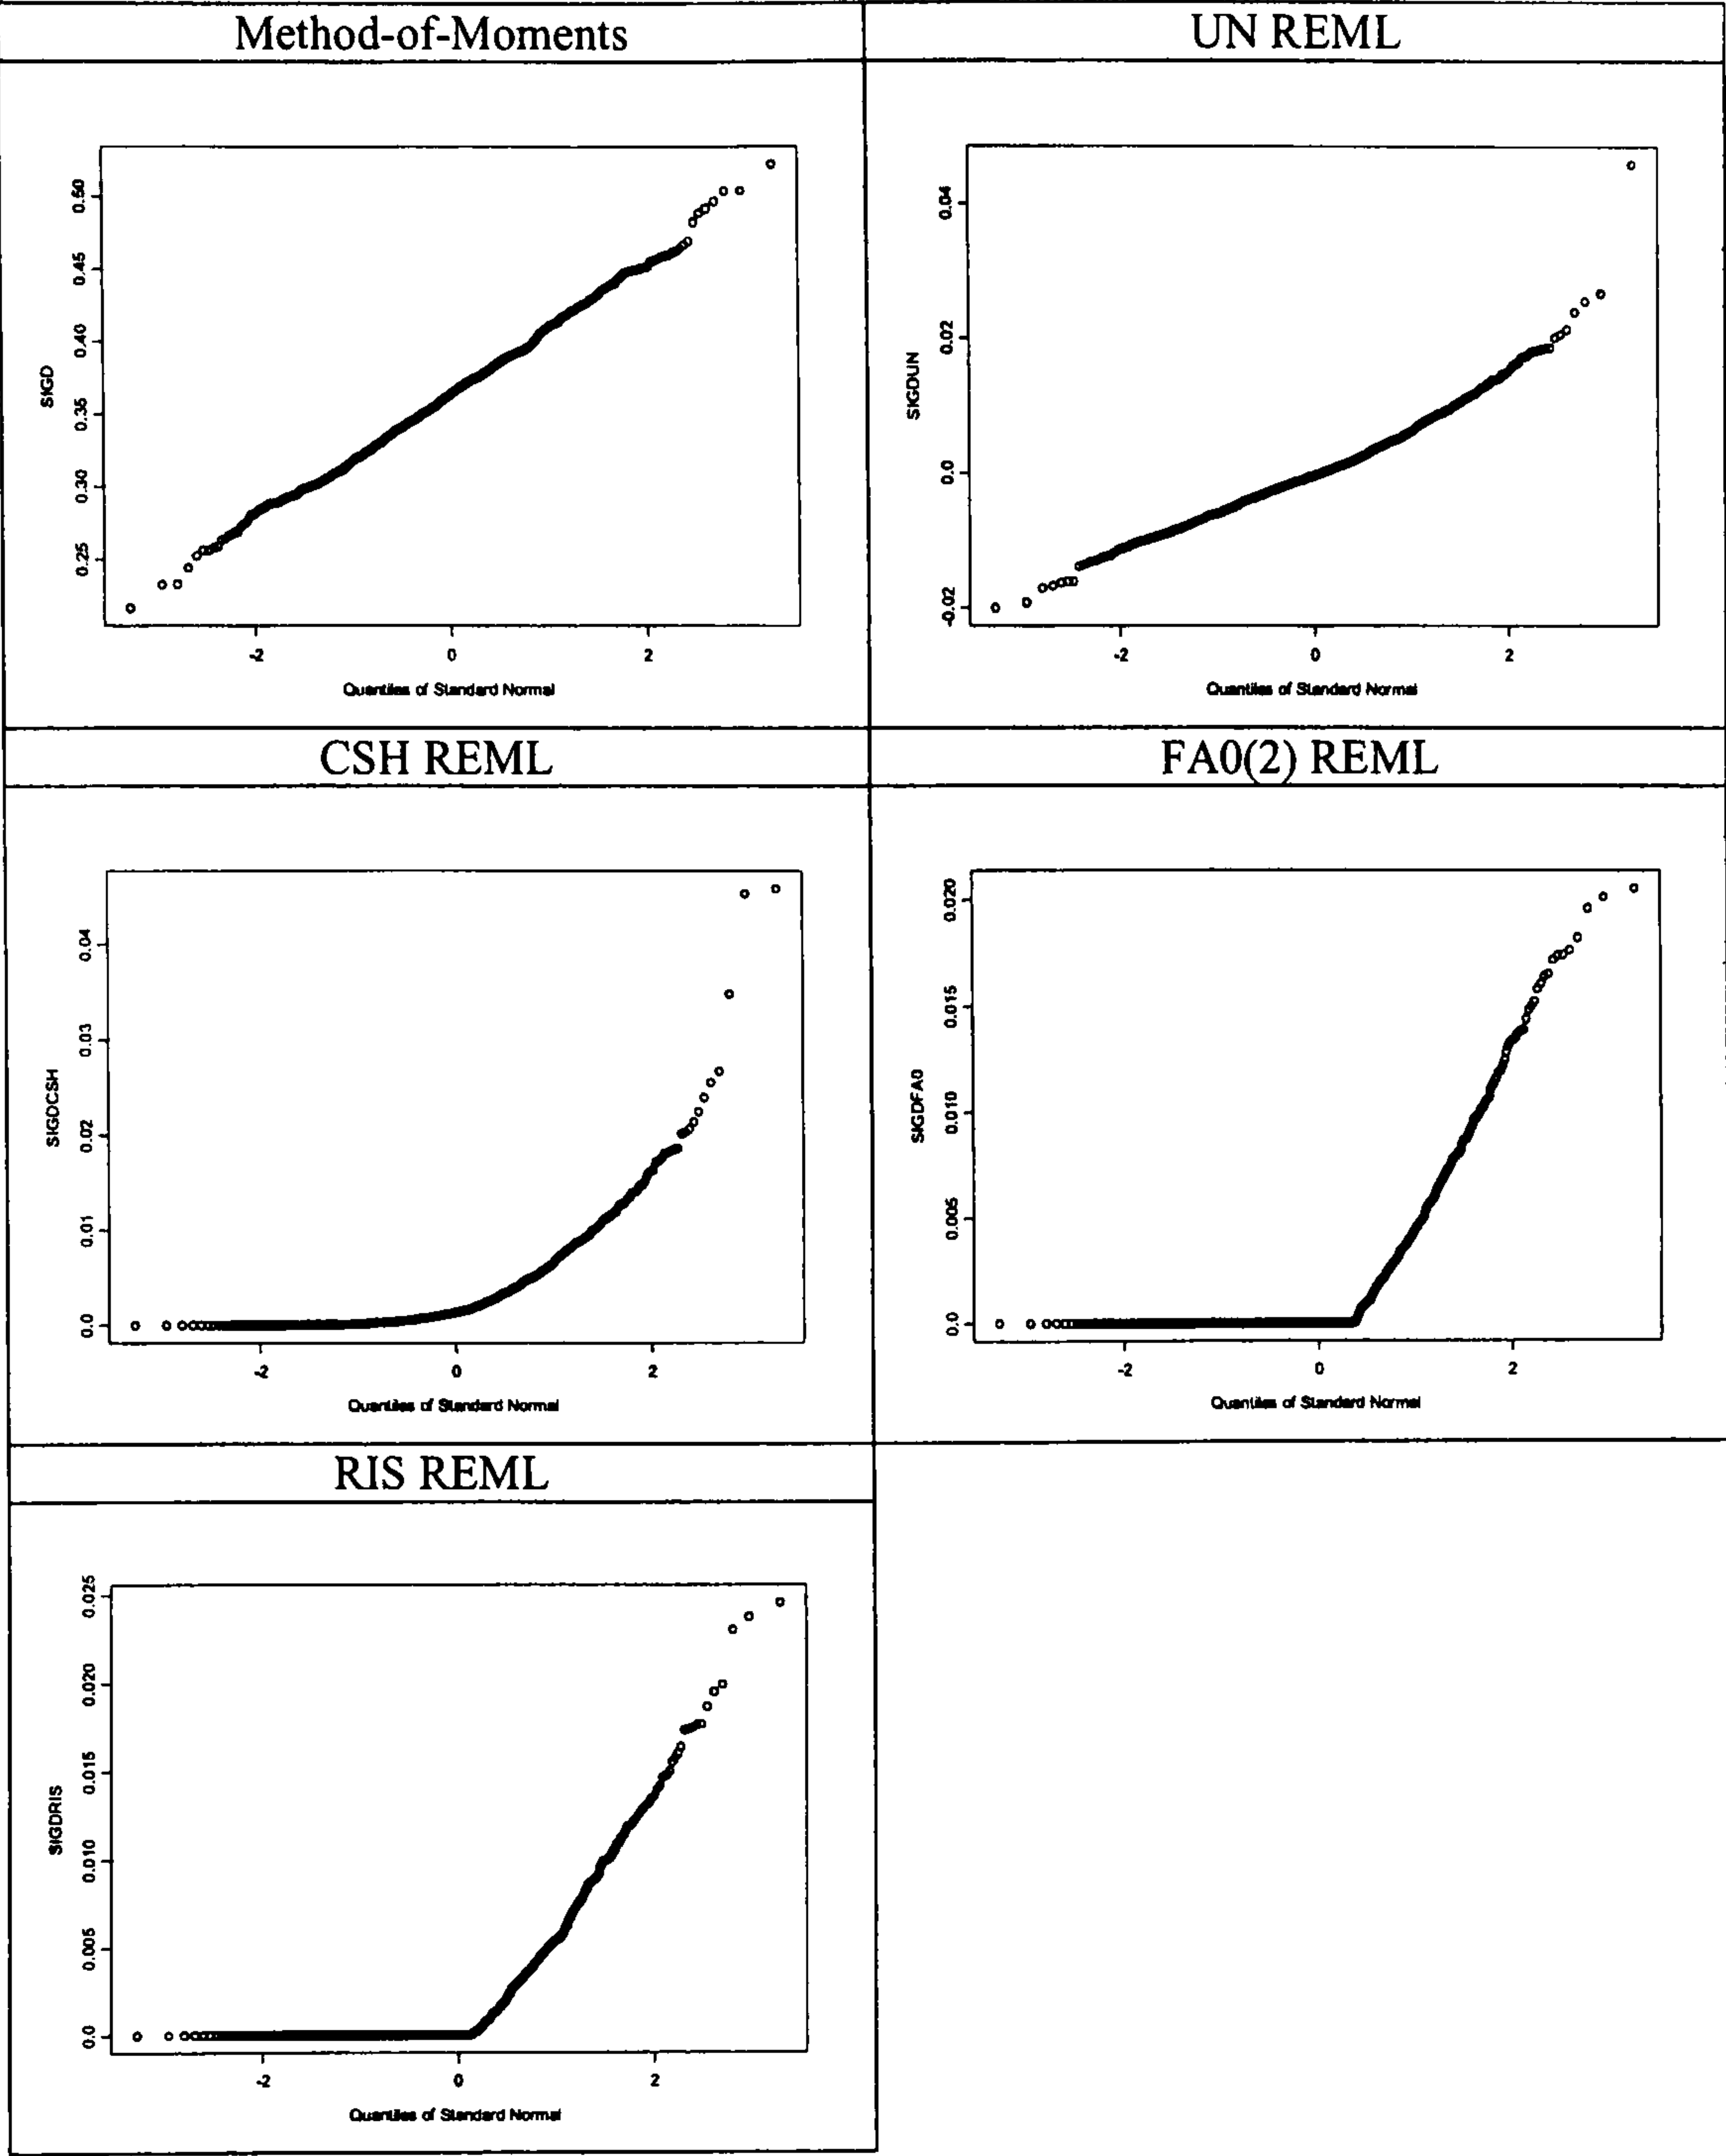 Method-of-Moments
UN REML
SIGD
0.25 0.30 0.35 0.40 0.45 0.50
-2 0 2
Quantiles of Standard Normal
SIGDUN
-0.02 0.0 0.02 0.04
-2 0 2
Quantiles of Standard Normal
CSH REML
FA0(2) REML
SIGDCSH
0.0 0.01 0.02 0.03 0.04
-2 0 2
Quantiles of Standard Normal
SIGDFA0
0.0 0.005 0.010 0.015 0.020
-2 0 2
Quantiles of Standard Normal
RIS REML
SIGDRIS
0.0 0.005 0.010 0.015 0.020 0.025
-2 0 2
Quantiles of Standard Normal